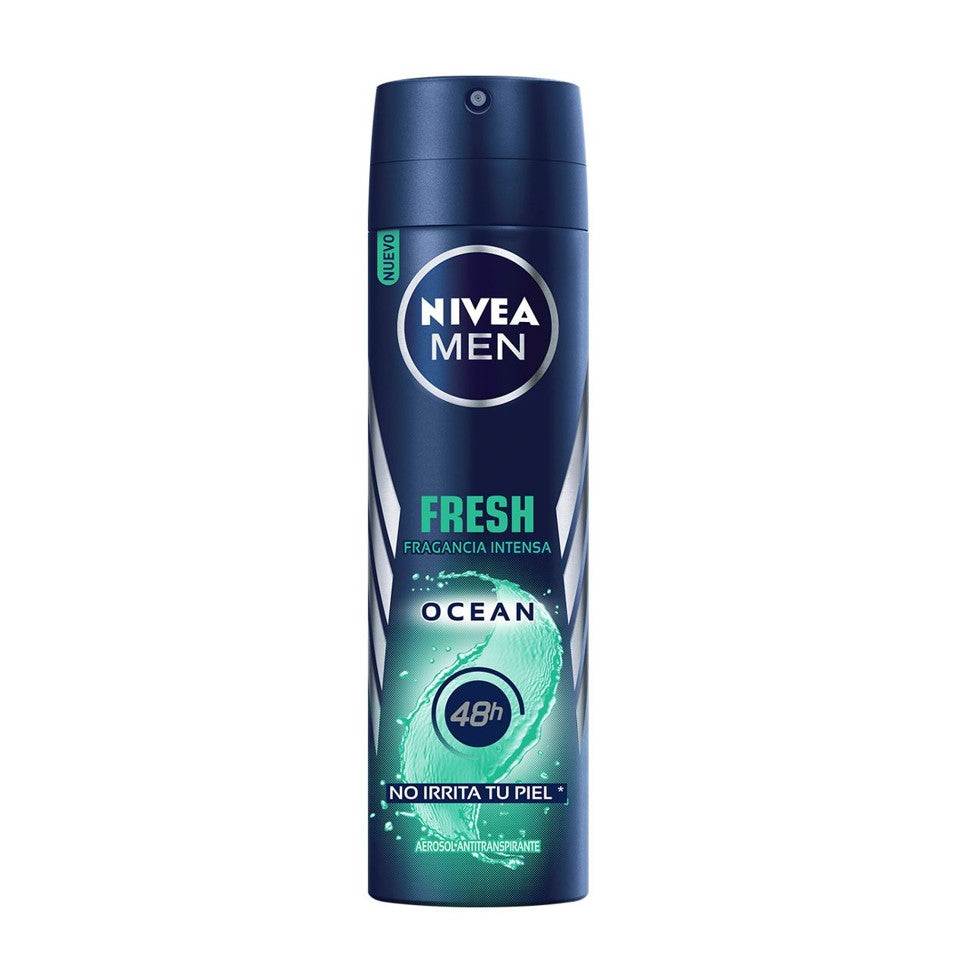 NUEVO
NIVEA
MEN
FRESH
FRAGANCIA INTENSA
OCEAN
48h
NO IRRITA TU PIEL *
AEROSOL ANTITRANSPIRANTE